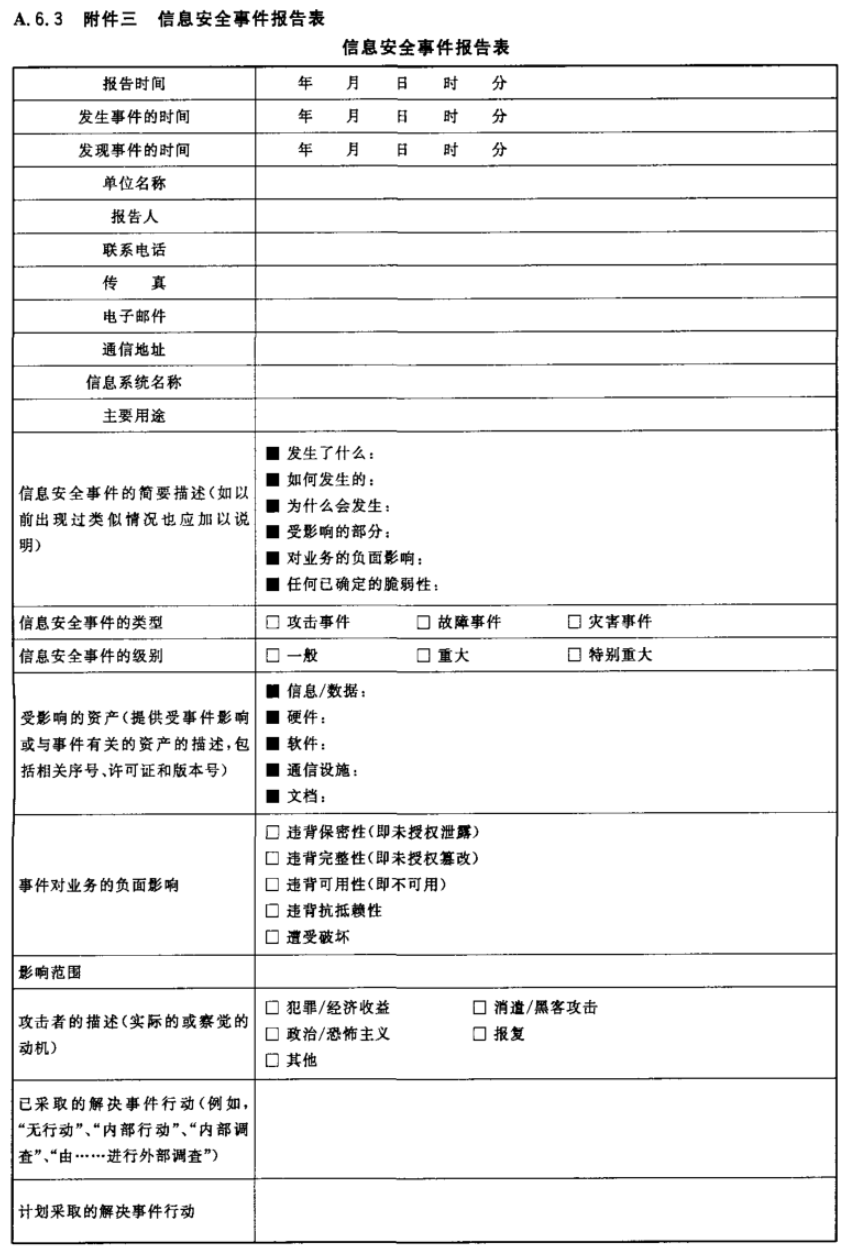 A.6.3 附件三 信息安全事件报告表
信息安全事件报告表
报告时间 年 月 日 时 分
发生事件的时间 年 月 日 时 分
发现事件的时间 年 月 日 时 分
单位名称
报告人
联系电话
传 真
电子邮件
通信地址
信息系统名称
主要用途
信息安全事件的简要描述(如以
前出现过类似情况也应加以说
明)
■ 发生了什么:
■ 如何发生的:
■ 为什么会发生:
■ 受影响的部分:
■ 对业务的负面影响:
■ 任何已确定的脆弱性:
信息安全事件的类型 □ 攻击事件 □ 故障事件 □ 灾害事件
信息安全事件的级别 □ 一般 □ 重大 □ 特别重大
受影响的资产(提供受事件影响
或与事件有关的资产的描述,包
括相关序号、许可证和版本号)
■ 信息/数据:
■ 硬件:
■ 软件:
■ 通信设施:
■ 文档:
事件对业务的负面影响
□ 违背保密性(即未授权泄露)
□ 违背完整性(即未授权篡改)
□ 违背可用性(即不可用)
□ 违背抗抵赖性
□ 遭受破坏
影响范围
攻击者的描述(实际的或察觉的
动机)
□ 犯罪/经济收益 □ 消遣/黑客攻击
□ 政治/恐怖主义 □ 报复
□ 其他
已采取的解决事件行动(例如,
“无行动”、“内部行动”、“内部调
查”、“由……进行外部调查”)
计划采取的解决事件行动